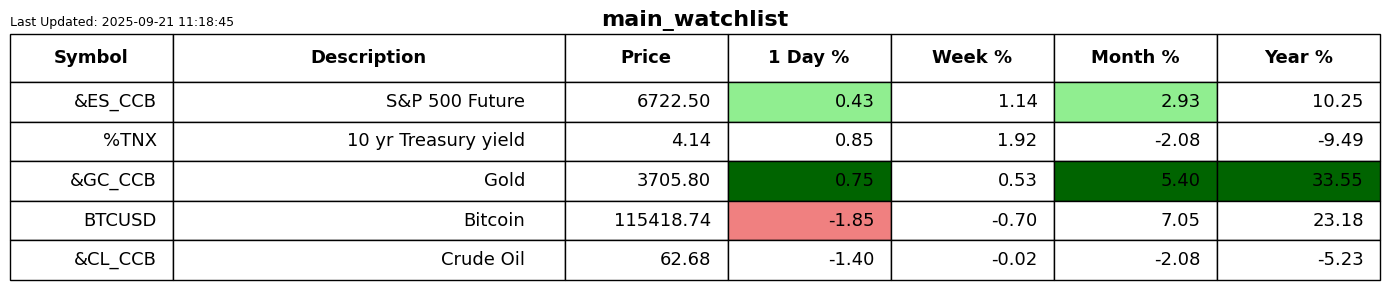 Last Updated: 2025-09-21 11:18:45
main_watchlist
Symbol Description Price 1 Day % Week % Month % Year %
&ES_CCB S&P 500 Future 6722.50 0.43 1.14 2.93 10.25
%TNX 10 yr Treasury yield 4.14 0.85 1.92 -2.08 -9.49
&GC_CCB Gold 3705.80 0.75 0.53 5.40 33.55
BTCUSD Bitcoin 115418.74 -1.85 -0.70 7.05 23.18
&CL_CCB Crude Oil 62.68 -1.40 -0.02 -2.08 -5.23